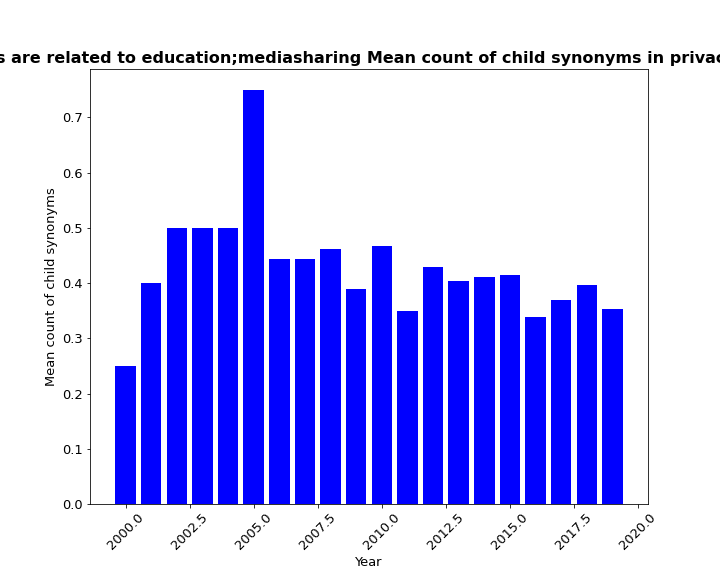 s are related to education;mediasharing Mean count of child synonyms in privac
Mean count of child synonyms
0.7
0.6
0.5
0.4
0.3
0.2
0.1
0.0
2000.0 2002.5 2005.0 2007.5 2010.0 2012.5 2015.0 2017.5 2020.0
Year